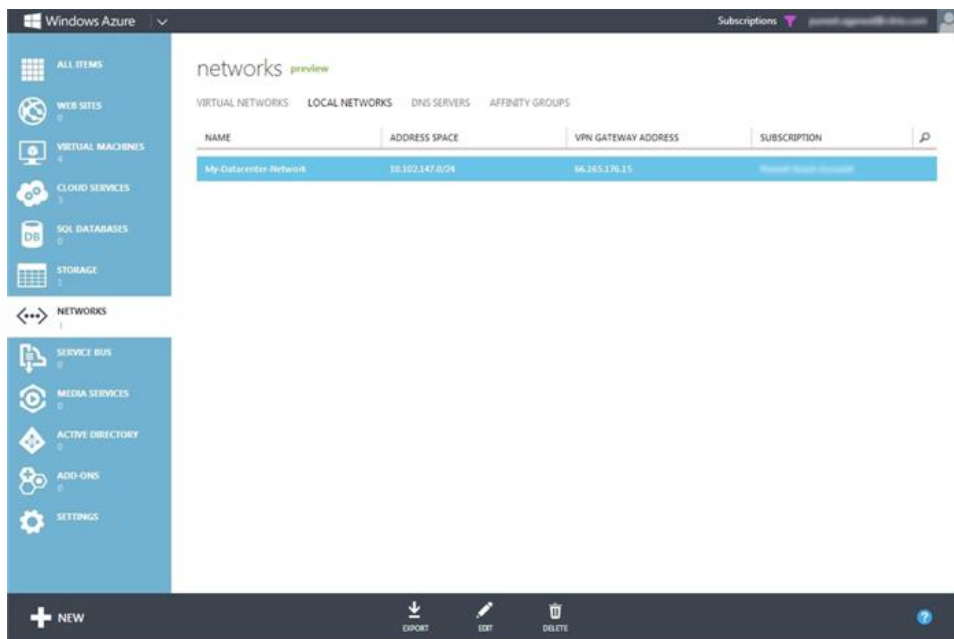 Windows Azure
Subscriptions
ALL ITEMS
WEB SITES
0
VIRTUAL MACHINES
4
CLOUD SERVICES
3
DB
SQL DATABASES
0
STORAGE
NETWORKS
1
SERVICE BUS
0
MEDIA SERVICES
0
ACTIVE DIRECTORY
0
ADD-ONS
0
SETTINGS
networks preview
VIRTUAL NETWORKS LOCAL NETWORKS DNS SERVERS AFFINITY GROUPS
NAME ADDRESS SPACE VPN GATEWAY ADDRESS SUBSCRIPTION
My-Datacenter-Network 10.102.147.0/24 66.165.176.15
NEW
EXPORT
EDIT
DELETE
?